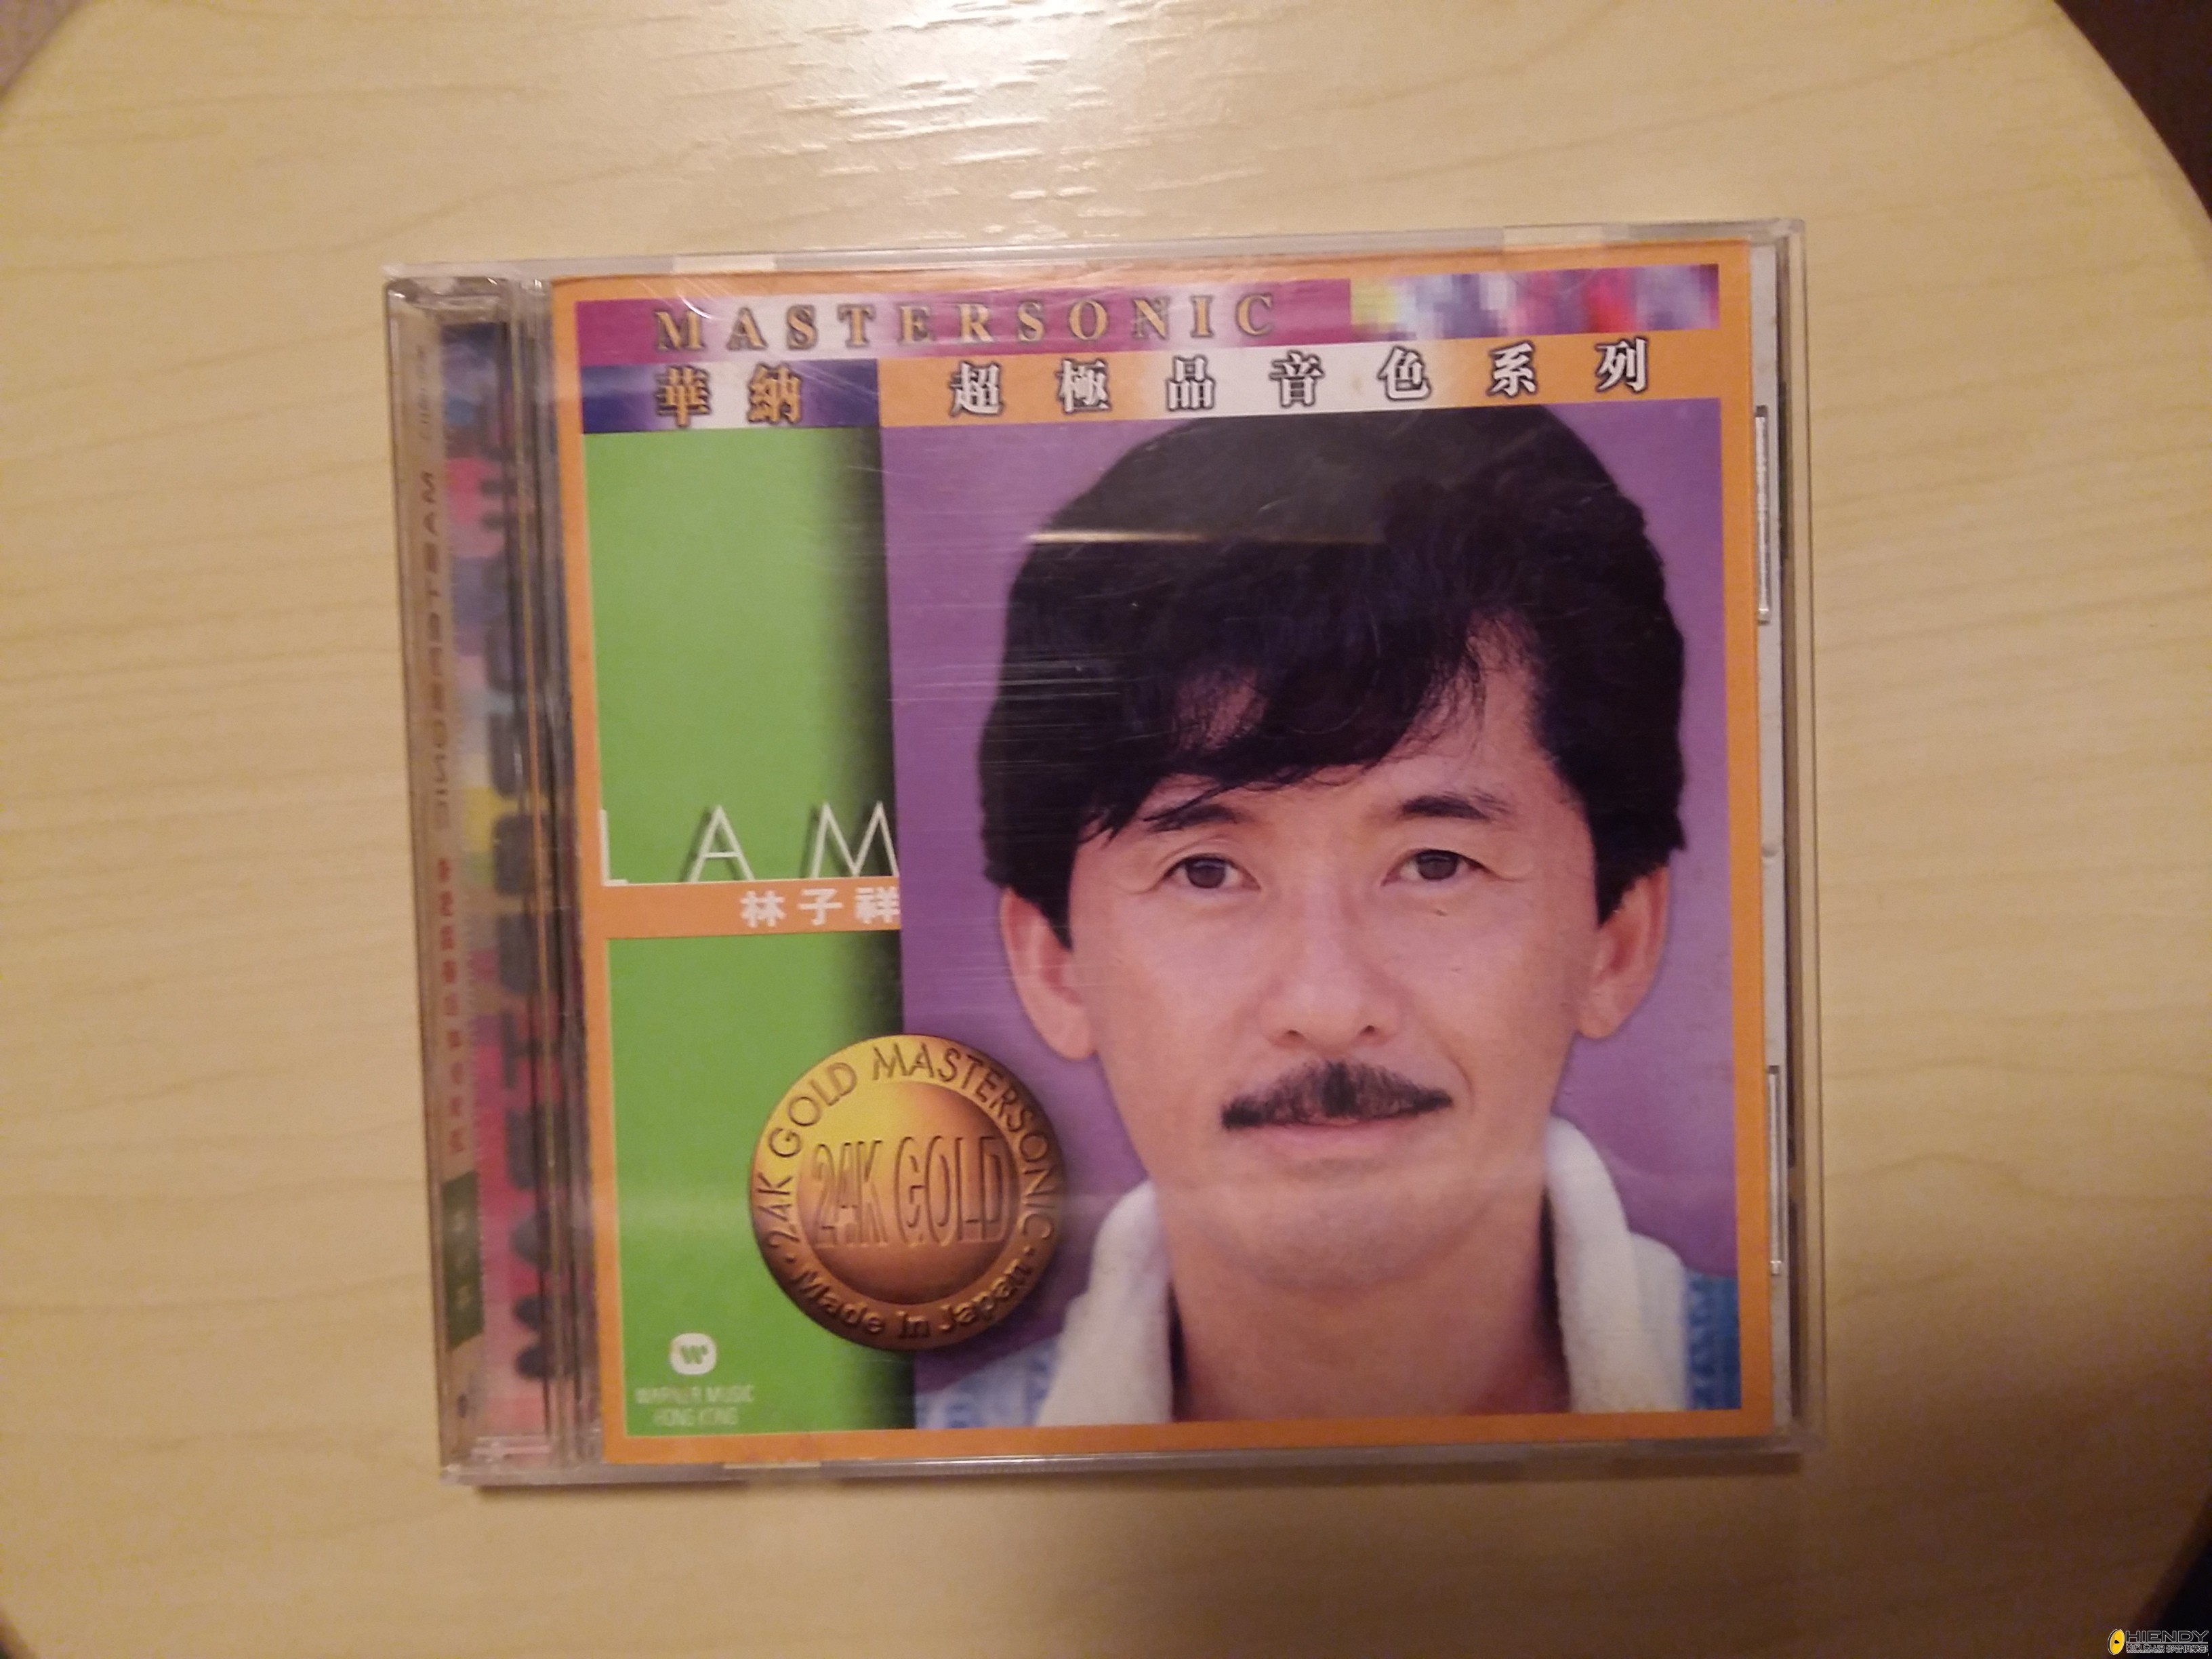 MASTERSONIC
華納 超極品音色系列
LAM
林子祥
24K GOLD MASTERSONIC
24K GOLD
Made In Japan
W
WARNER MUSIC
HONG KONG
MASTERSONIC
HIENDY